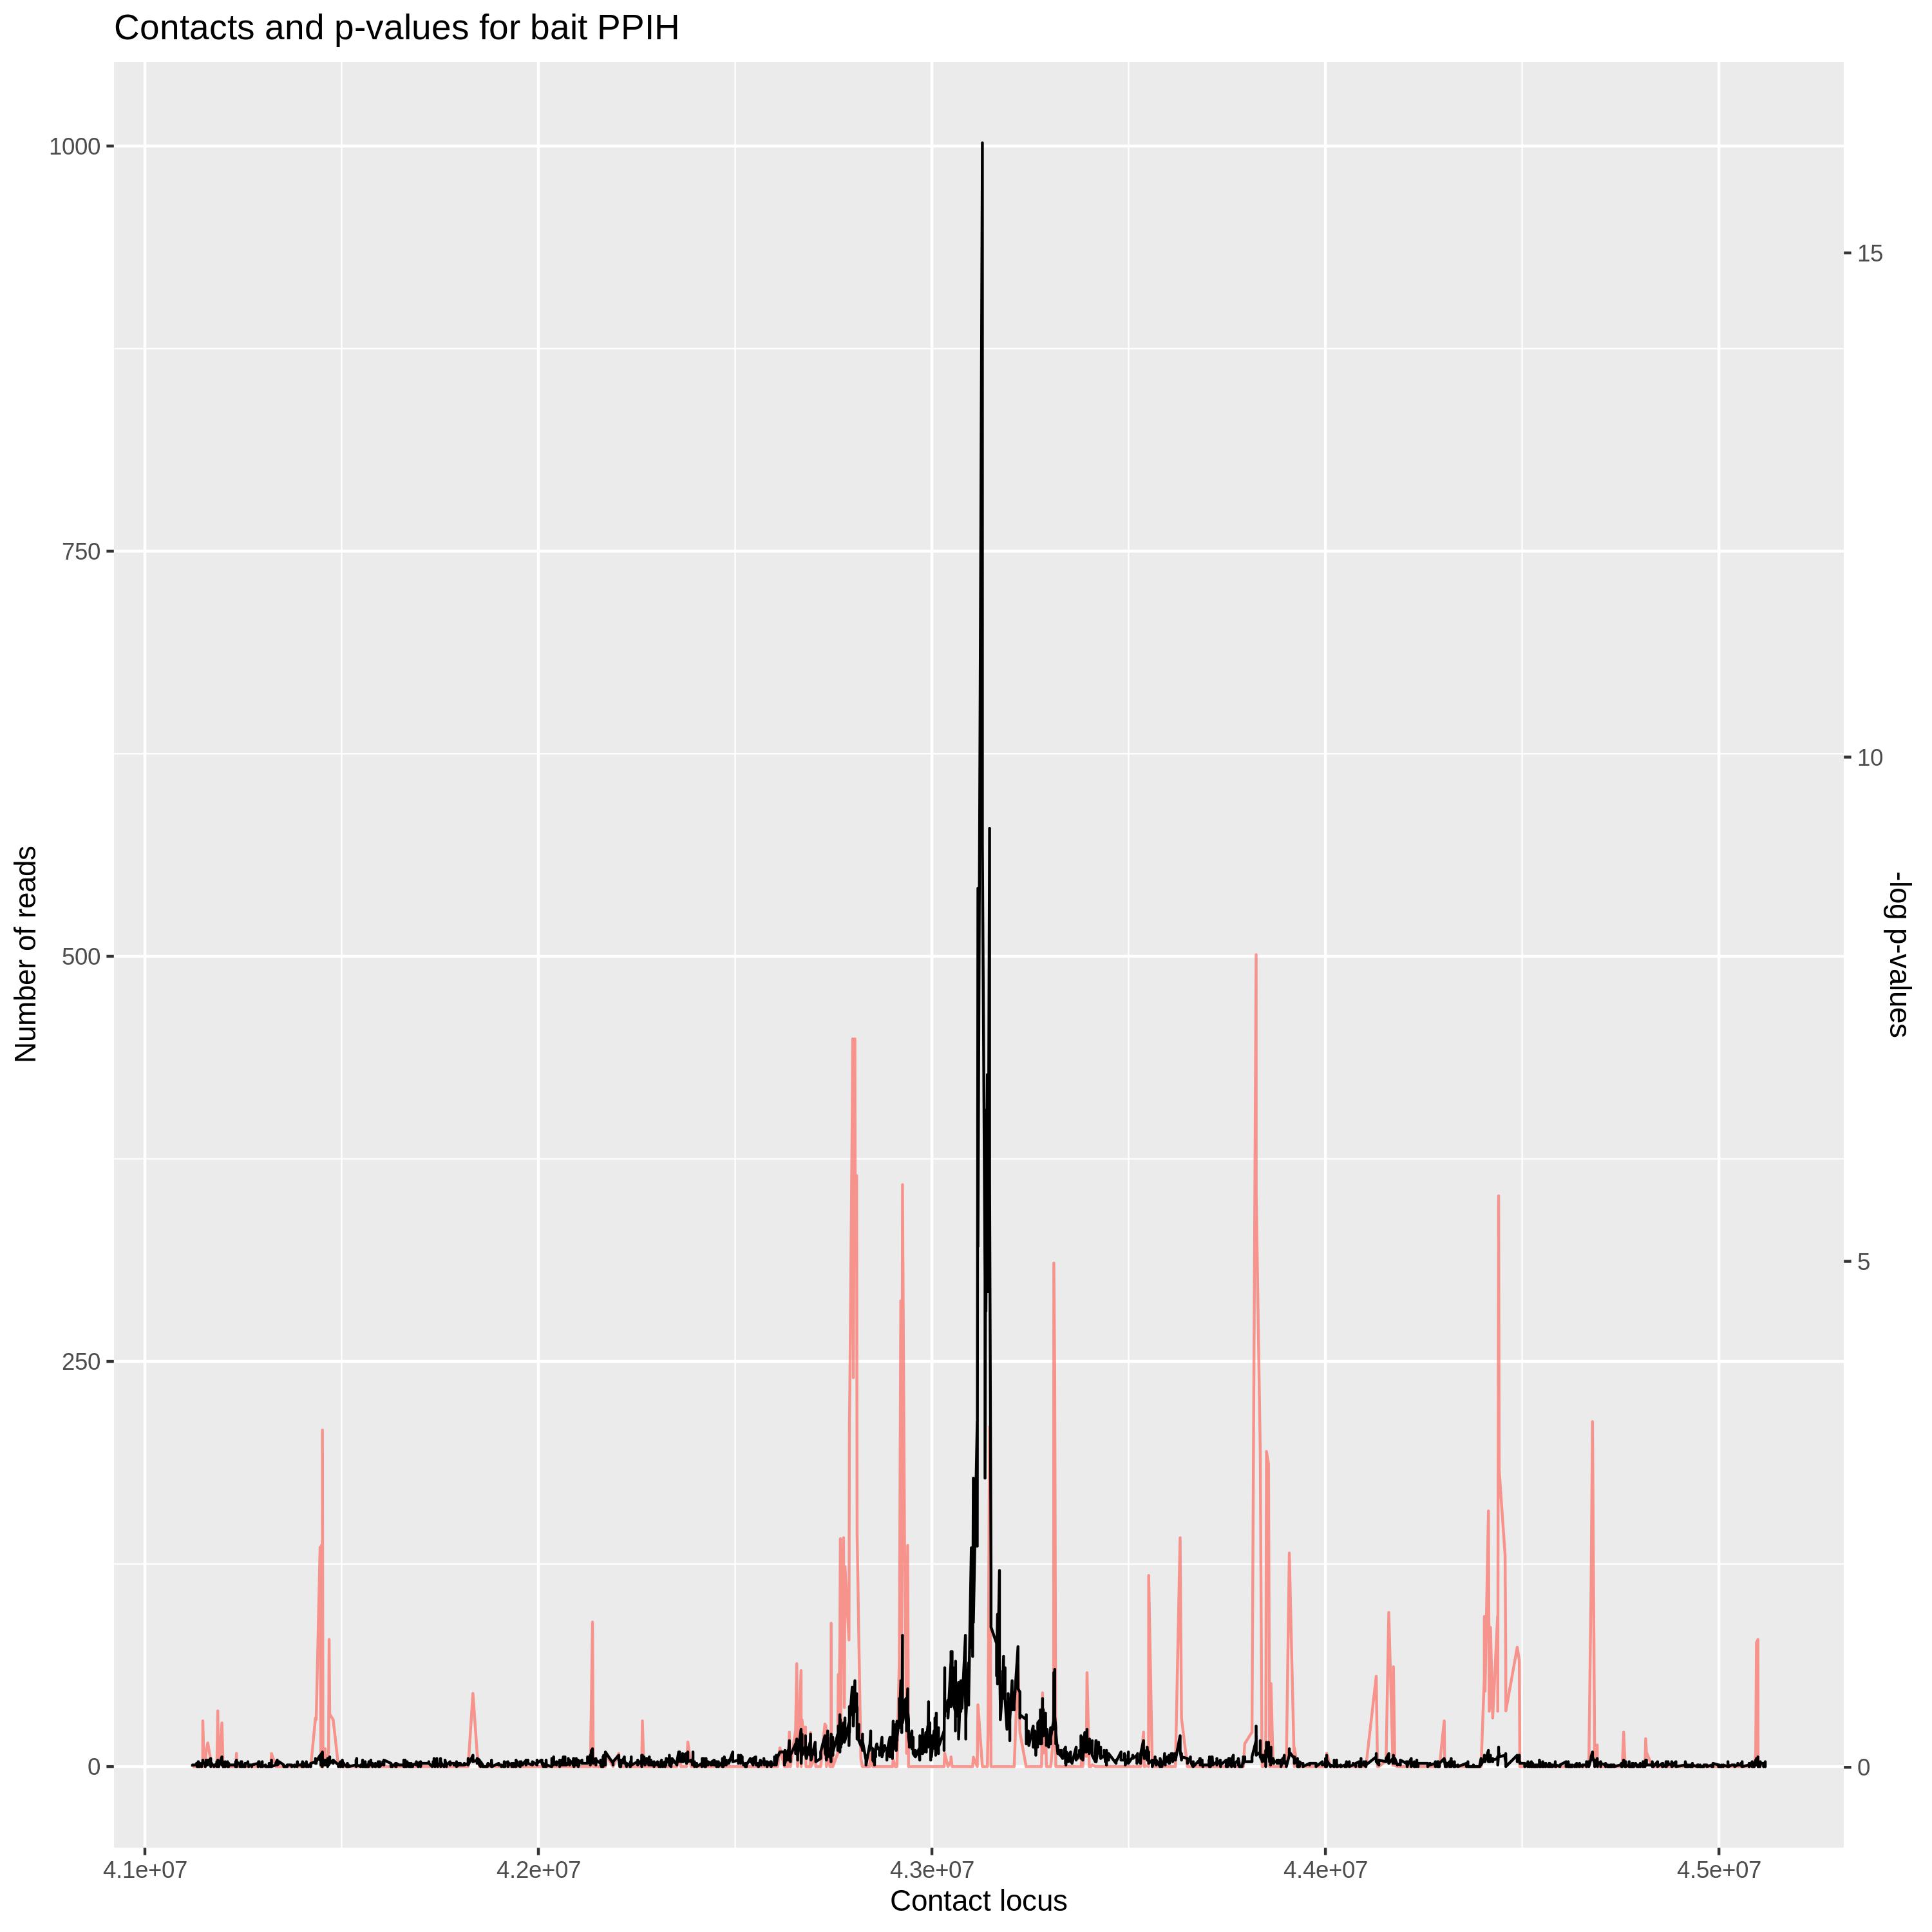 Contacts and p-values for bait PPIH
1000
750
500
250
0
Number of reads
15
10
5
0
-log p-values
4.1e+07 4.2e+07 4.3e+07 4.4e+07 4.5e+07
Contact locus